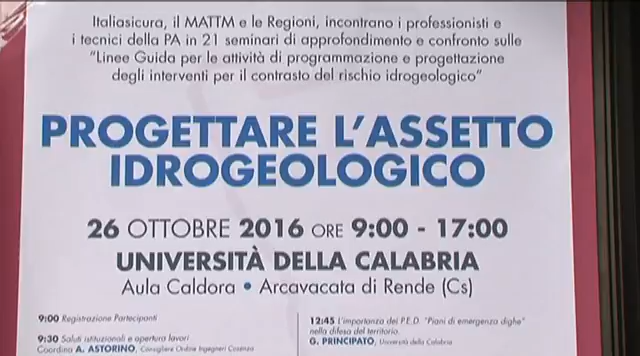 Italiasicura, il MATTM e le Regioni, incontrano i professionisti e
i tecnici della PA in 21 seminari di approfondimento e confronto sulle
"Linee Guida per le attività di programmazione e progettazione
degli interventi per il contrasto del rischio idrogeologico"
PROGETTARE L'ASSETTO
IDROGEOLOGICO
26 OTTOBRE 2016 ORE 9:00 - 17:00
UNIVERSITÀ DELLA CALABRIA
Aula Caldora • Arcavacata di Rende (Cs)
9:00 Registrazione Partecipanti
9:30 Saluti istituzionali e apertura lavori
Coordina A. ASTORINO, Consigliere Ordine Ingegneri Cosenza
12:45 L'importanza dei P.E.D. "Piani di emergenza dighe"
nella difesa del territorio.
G. PRINCIPATO, Università della Calabria